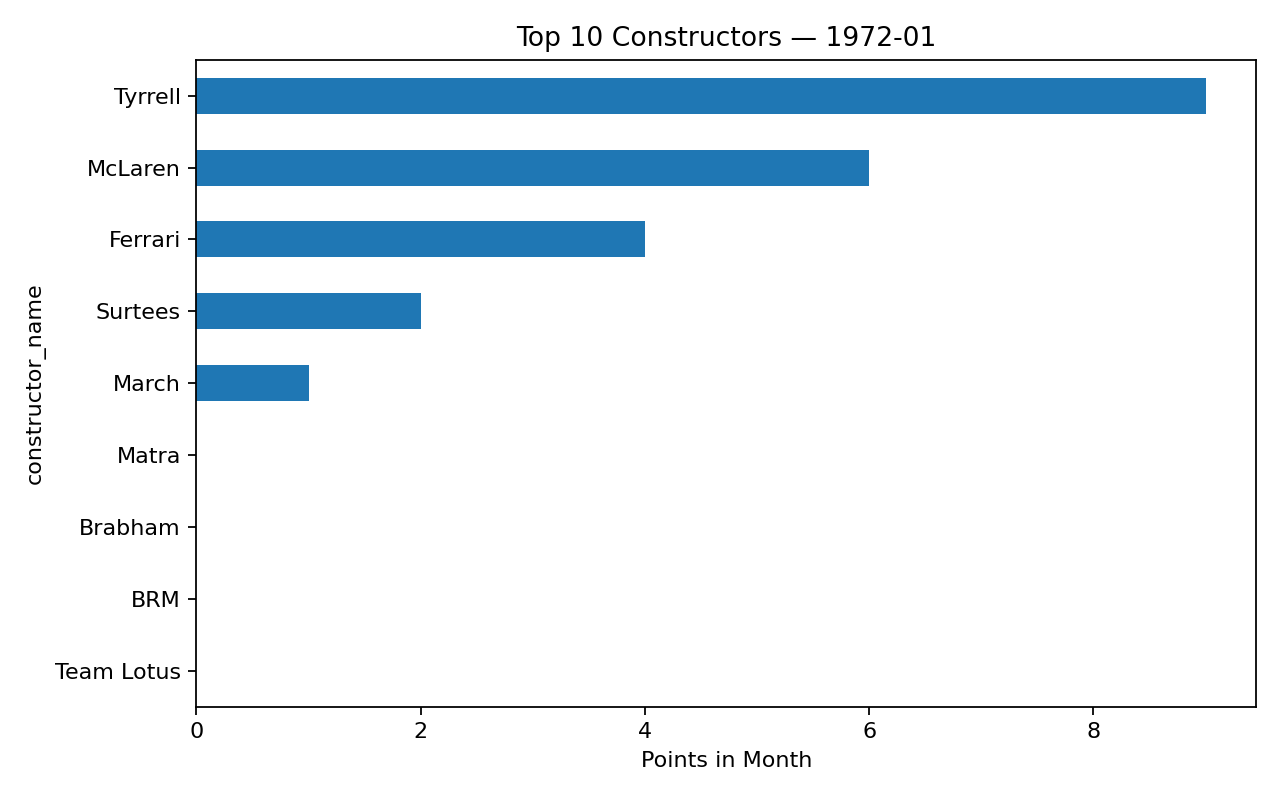 Top 10 Constructors — 1972-01
Tyrrell
McLaren
Ferrari
Surtees
March
Matra
Brabham
BRM
Team Lotus
constructor_name
0 2 4 6 8
Points in Month